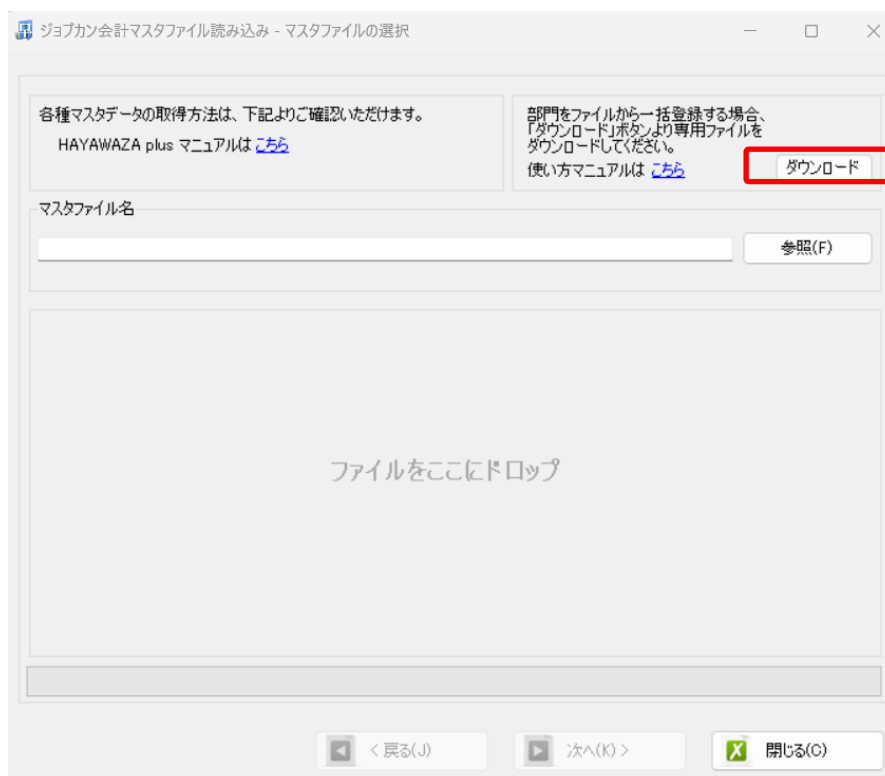 ジョブカン会計マスタファイル読み込み - マスタファイルの選択
各種マスタデータの取得方法は、下記よりご確認いただけます。
HAYAWAZA plus マニュアルは こちら
部門をファイルから一括登録する場合、
「ダウンロード」ボタンより専用ファイルを
ダウンロードしてください。
使い方マニュアルは こちら
ダウンロード
マスタファイル名
参照(F)
ファイルをここにドロップ
< 戻る(J)
次へ(K) >
閉じる(C)